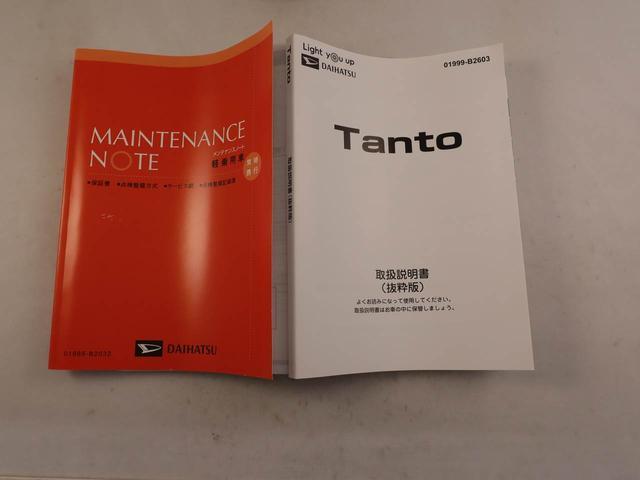 MAINTENANCE
NOTE
メンテナンスノート
軽乗用車
常時
携行
●保証書 ●点検整備方式 ●サービス網 ●点検整備記録簿
01999-B2032
DAIHATSU
Tanto
取扱説明書(抜粋版)
Light you up
DAIHATSU
01999-B2603
Tanto
取扱説明書
(抜粋版)
よくお読みになって使用してください。
取扱説明書はお車の中に保管しましょう。